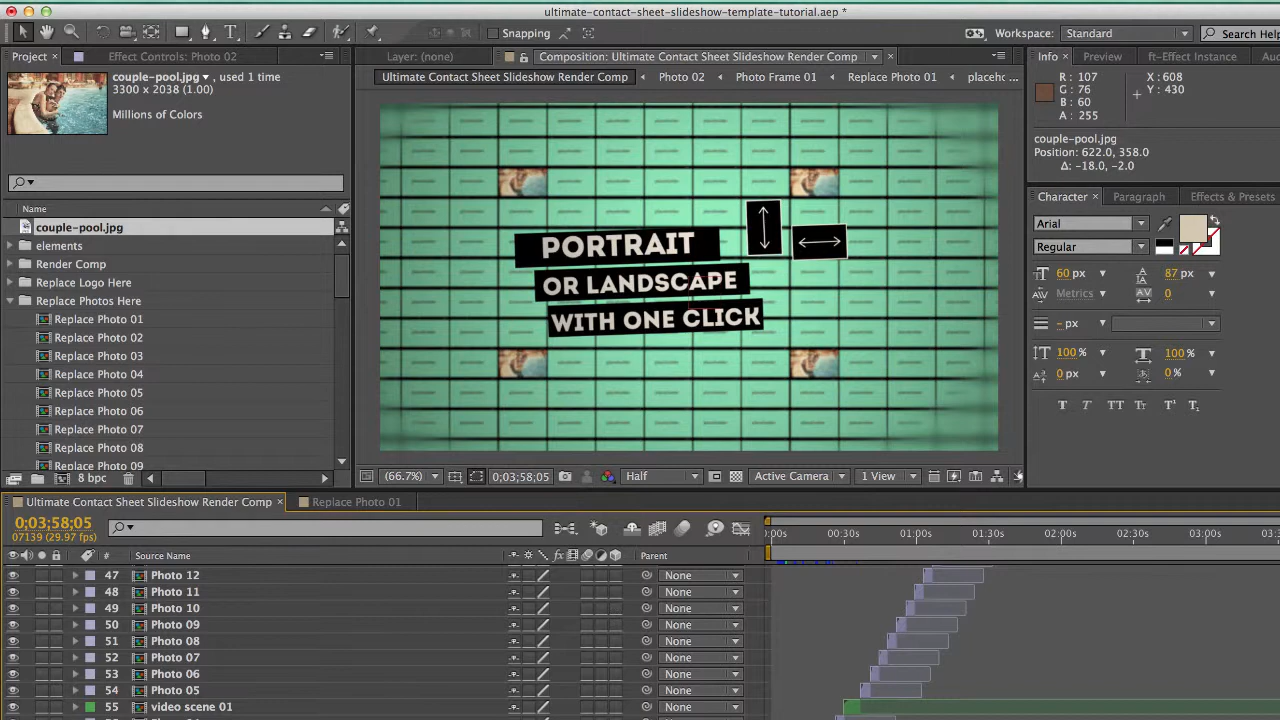 ultimate-contact-sheet-slideshow-template-tutorial.aep *
Snapping
Workspace: Standard
Search Help
Project
Effect Controls: Photo 02
Layer: (none)
Composition: Ultimate Contact Sheet Slideshow Render Comp
Info
Preview
ft-Effect Instance
couple-pool.jpg , used 1 time
3300 x 2038 (1.00)
Millions of Colors
Ultimate Contact Sheet Slideshow Render Comp
Photo 02
Photo Frame 01
Replace Photo 01
placeho...
R : 107
G : 76
B : 60
A : 255
X : 608
Y : 430
couple-pool.jpg
Position: 622.0, 358.0
Δ: -18.0, -2.0
Name
couple-pool.jpg
elements
Render Comp
Replace Logo Here
Replace Photos Here
Replace Photo 01
Replace Photo 02
Replace Photo 03
Replace Photo 04
Replace Photo 05
Replace Photo 06
Replace Photo 07
Replace Photo 08
Replace Photo 09
8 bpc
PORTRAIT
OR LANDSCAPE
WITH ONE CLICK
Character
Paragraph
Effects & Presets
Arial
Regular
60 px
87 px
Metrics
0
- px
100 %
100 %
0 px
0 %
T T TT Tт T¹ T₁
(66.7%)
0;03;58;05
Half
Active Camera
1 View
Ultimate Contact Sheet Slideshow Render Comp
Replace Photo 01
0;03;58;05
07139 (29.97 fps)
:00s
00:30s
01:00s
01:30s
02:00s
02:30s
03:00s
#
Source Name
fx
Parent
47 Photo 12 None
48 Photo 11 None
49 Photo 10 None
50 Photo 09 None
51 Photo 08 None
52 Photo 07 None
53 Photo 06 None
54 Photo 05 None
55 video scene 01 None